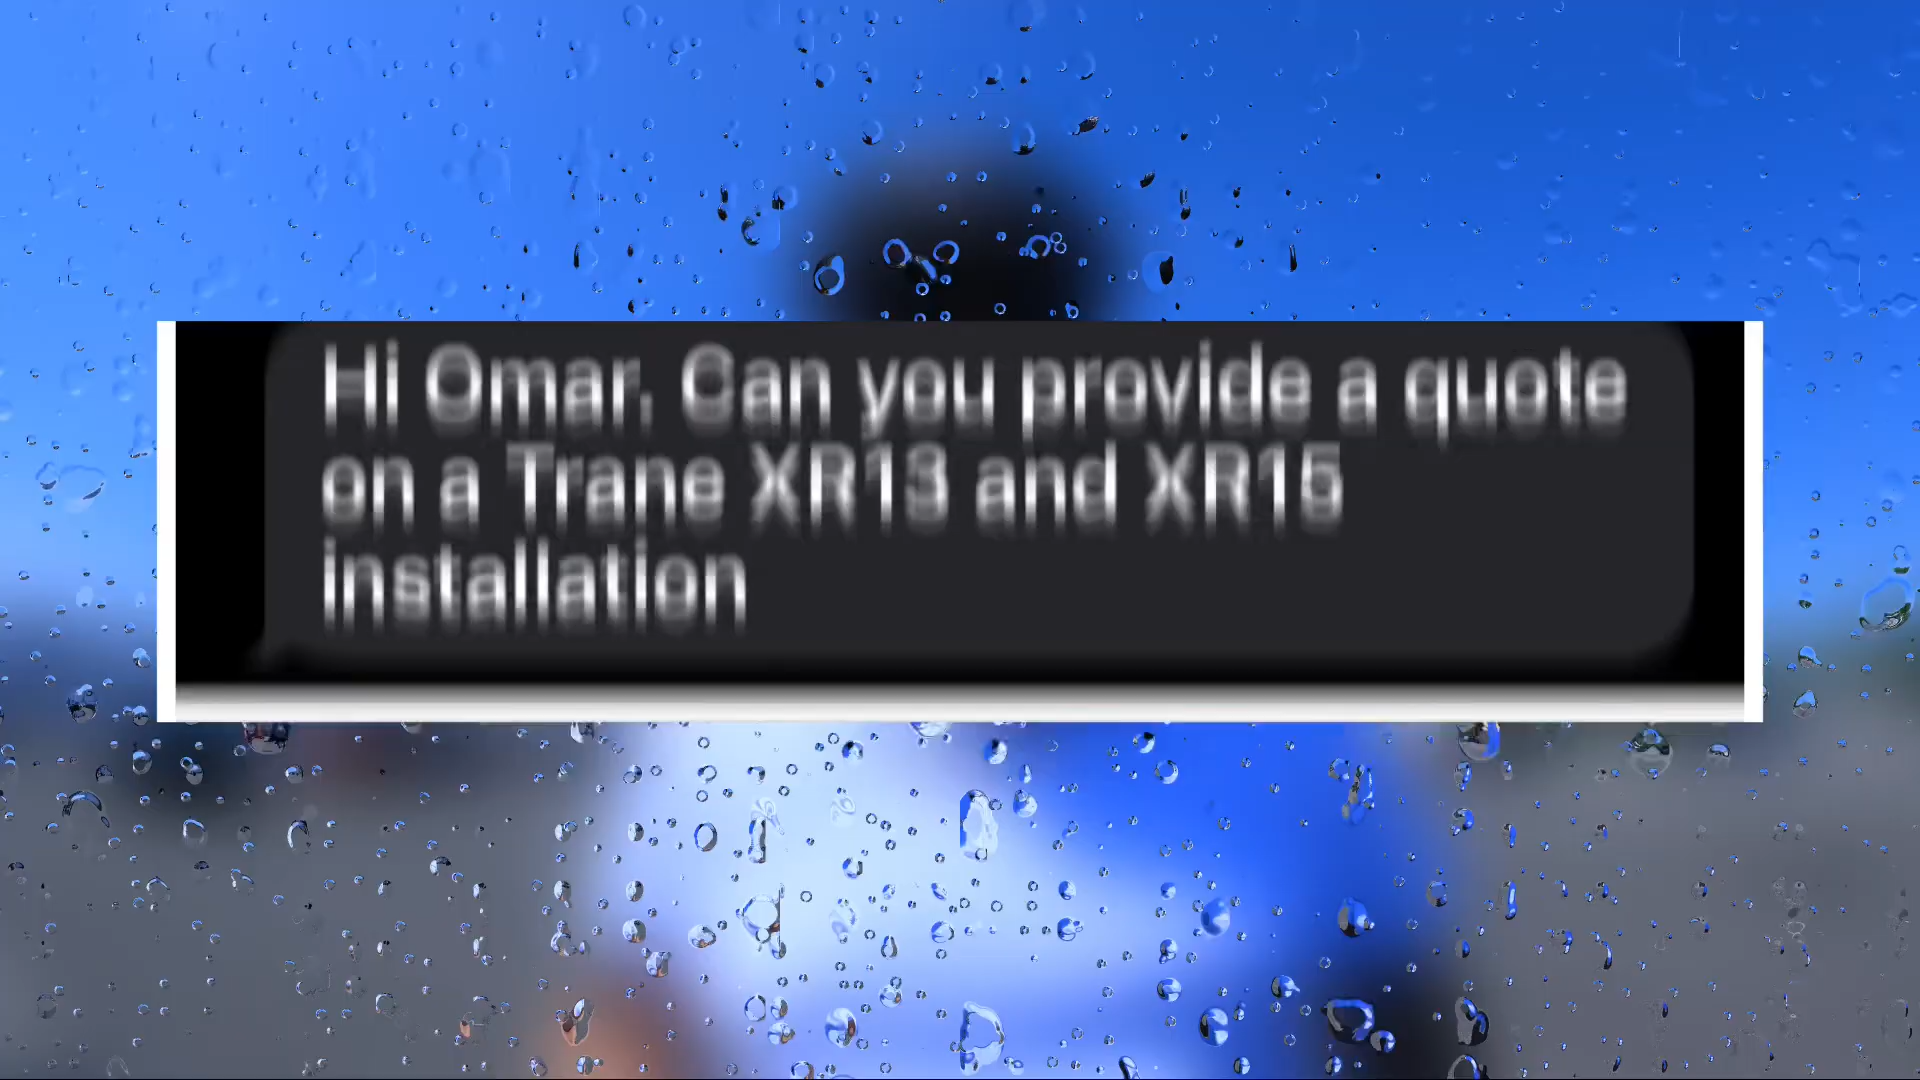 Hi Omar, Can you provide a quote
on a Trane XR13 and XR15
installation